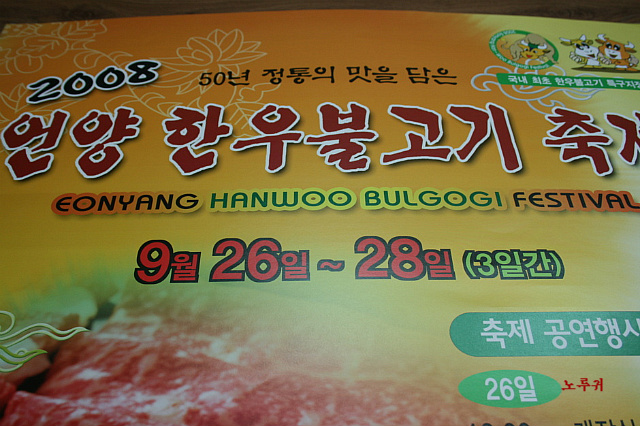 국내 최초 한우불고기 특구지정
2008
50년 정통의 맛을 담은
언양 한우불고기 축제
EONYANG HANWOO BULGOGI FESTIVAL
9월 26일 ~ 28일 (3일간)
축제 공연행사
26일
노루귀